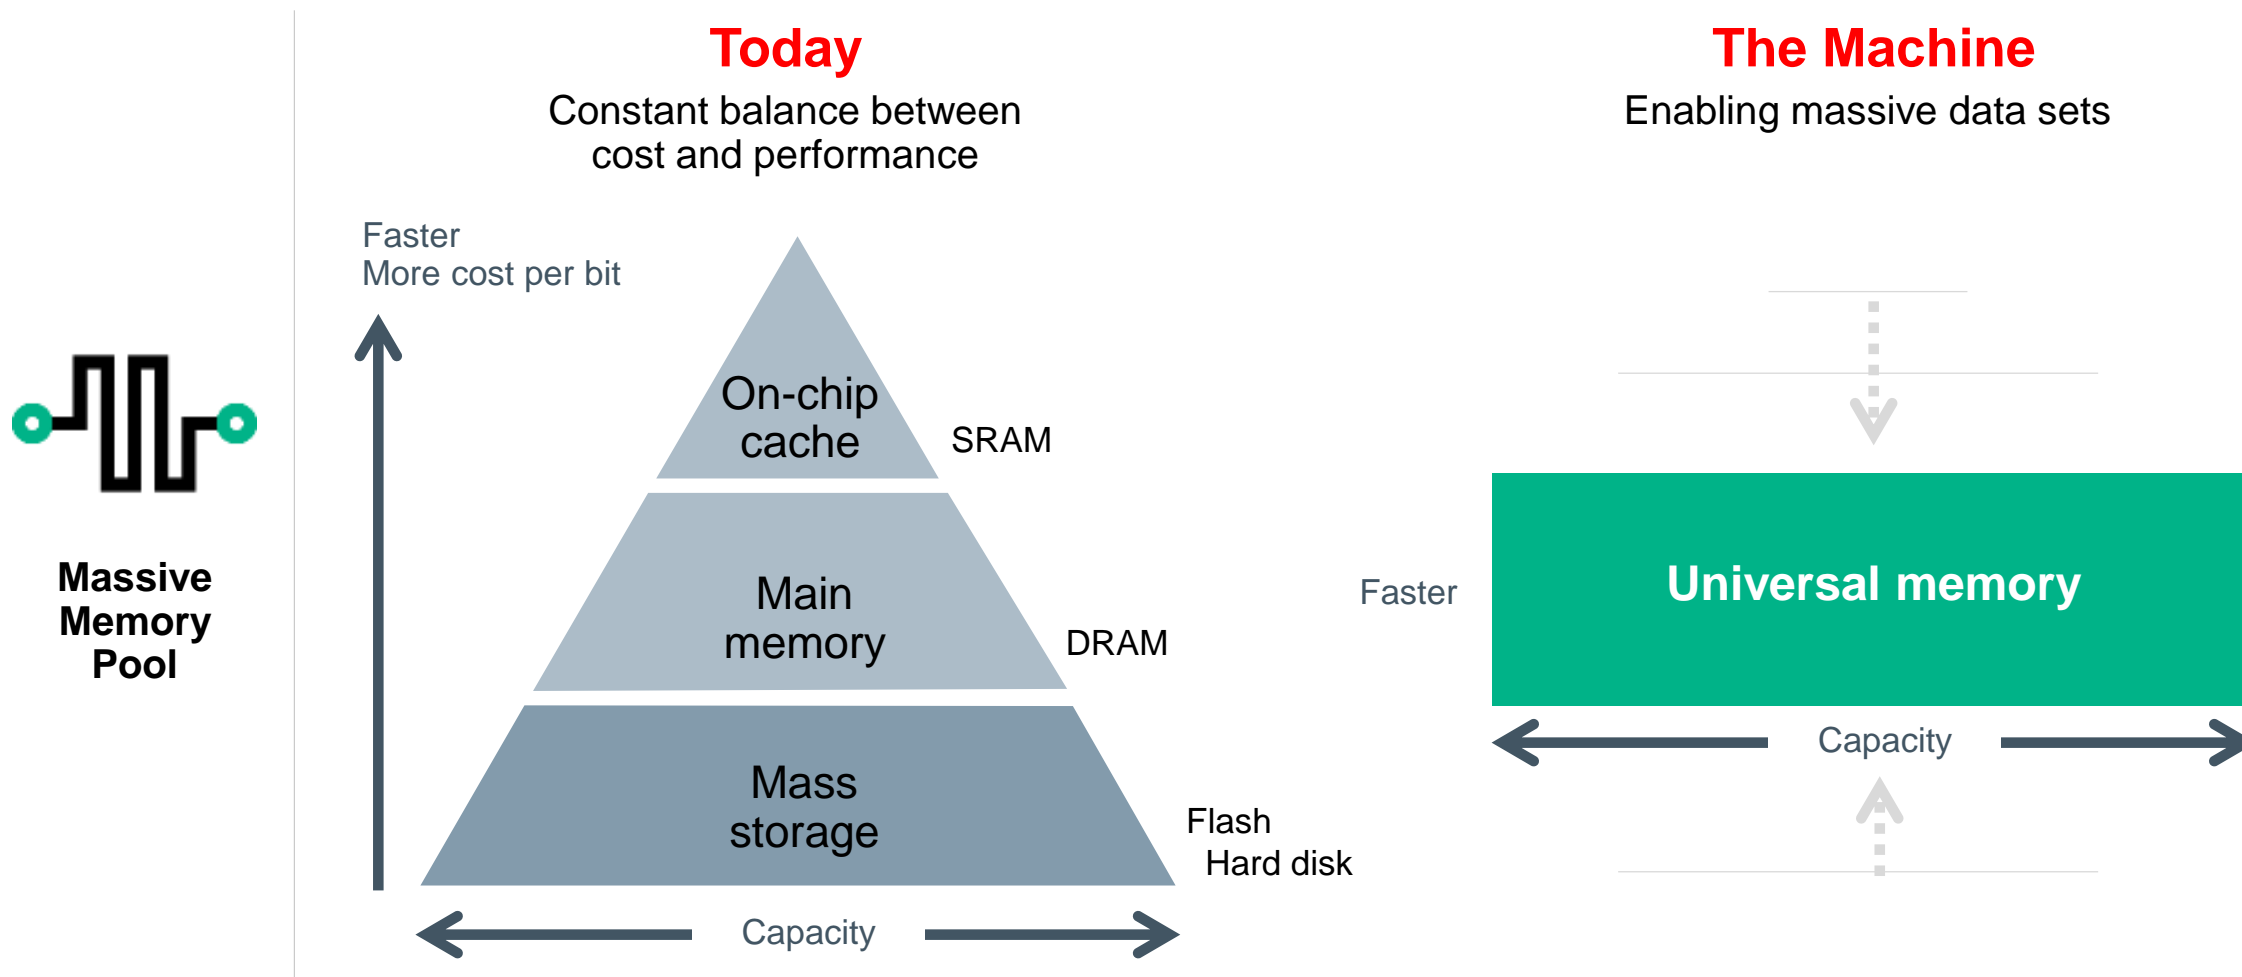 Massive
Memory
Pool
Today
Constant balance between
cost and performance
Faster
More cost per bit
On-chip
cache
SRAM
Main
memory
DRAM
Mass
storage
Flash
Hard disk
Capacity
The Machine
Enabling massive data sets
Faster
Universal memory
Capacity